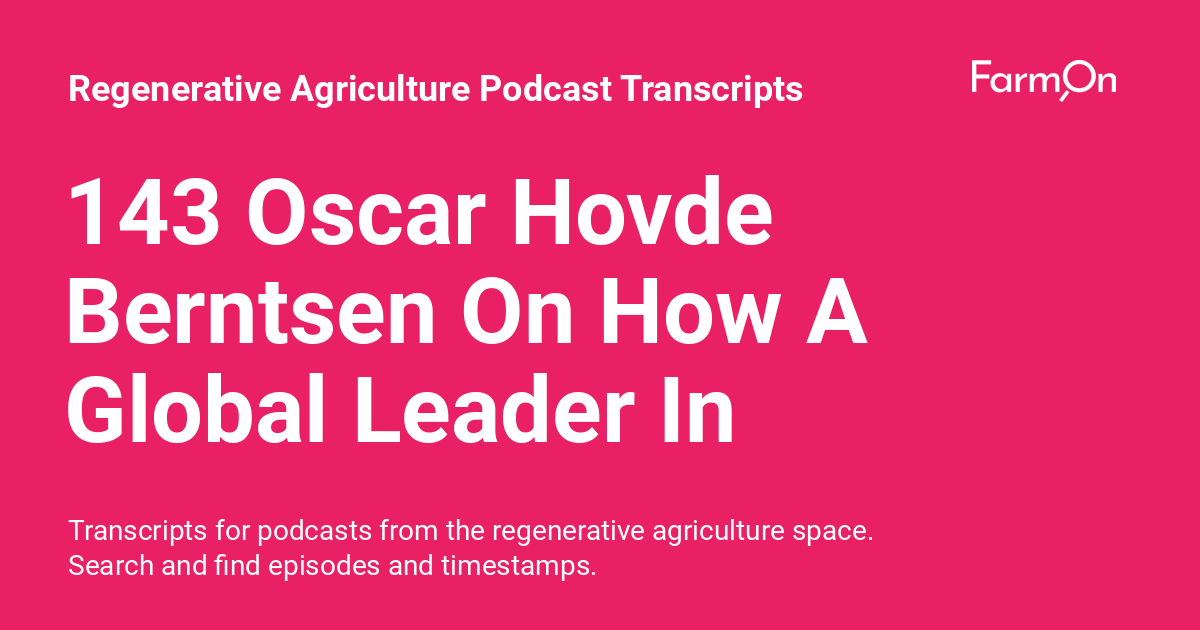 Regenerative Agriculture Podcast Transcripts
FarmOn
143 Oscar Hovde
Berntsen On How A
Global Leader In
Transcripts for podcasts from the regenerative agriculture space.
Search and find episodes and timestamps.